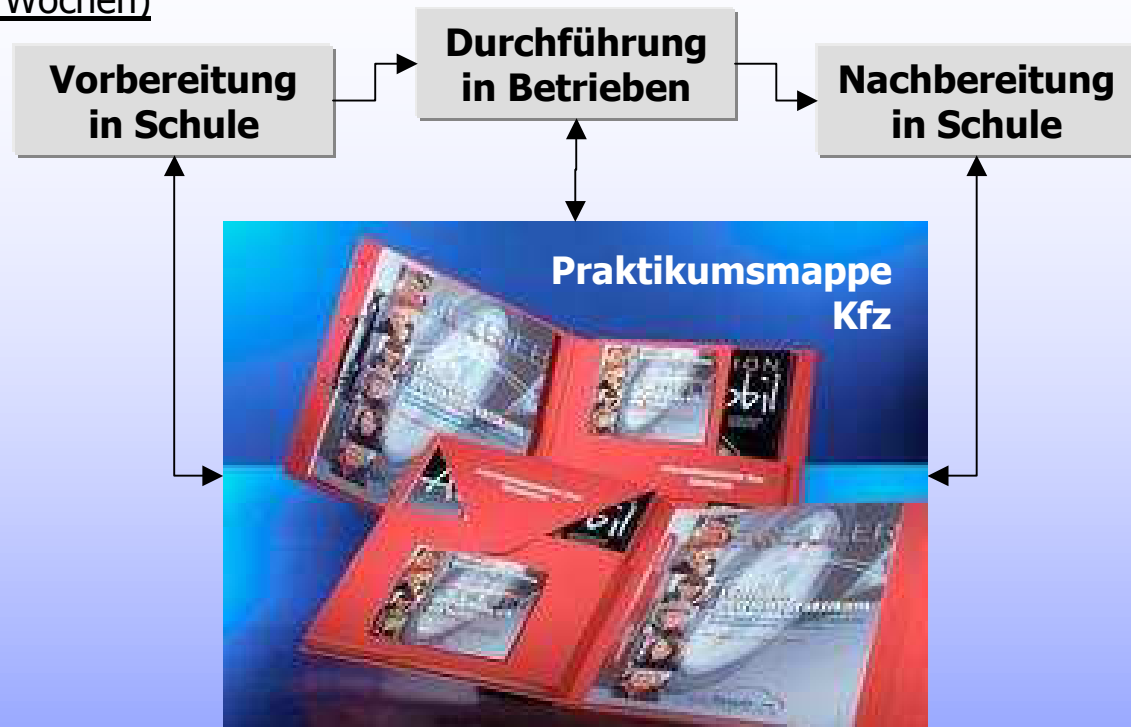 Wochen)
Vorbereitung
in Schule
Durchführung
in Betrieben
Nachbereitung
in Schule
Praktikumsmappe
Kfz